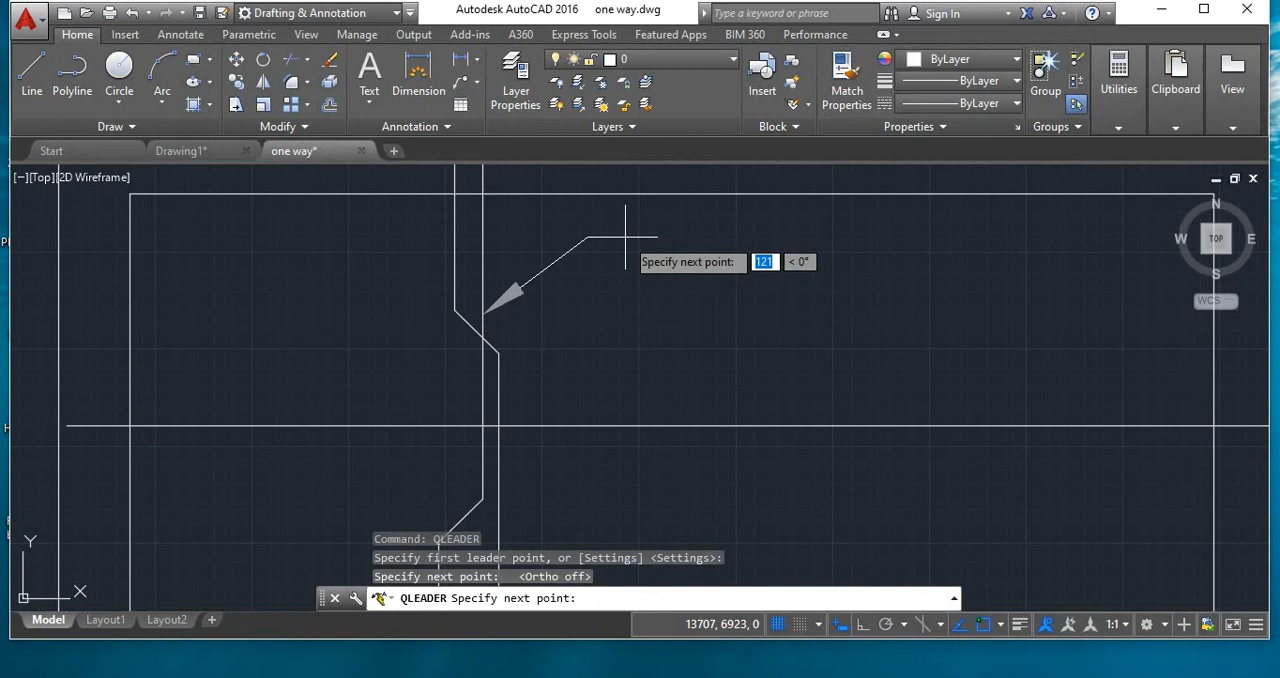 Autodesk AutoCAD 2016 one way.dwg
Drafting & Annotation
Type a keyword or phrase
Sign In
Home Insert Annotate Parametric View Manage Output Add-ins A360 Express Tools Featured Apps BIM 360 Performance
Line Polyline Circle Arc
Text Dimension
Layer Properties
0
Insert
Match Properties
ByLayer
ByLayer
ByLayer
Group
Utilities
Clipboard
View
Draw Modify Annotation Layers Block Properties Groups
Start Drawing1* one way*
[−][Top][2D Wireframe]
N
W TOP E
S
WCS
Specify next point: 121 < 0°
Y
X
Command: QLEADER
Specify first leader point, or [Settings] <Settings>:
Specify next point: <Ortho off>
QLEADER Specify next point:
Model Layout1 Layout2
13707, 6923, 0
1:1